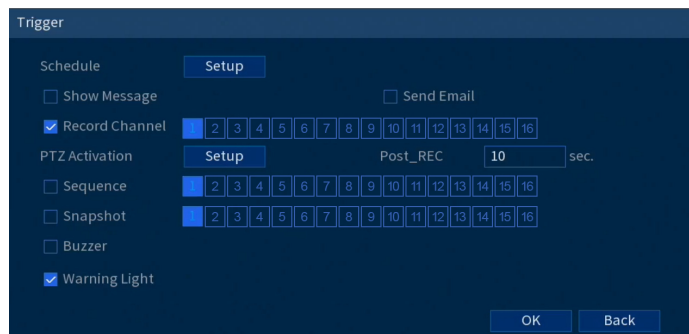 Trigger
Schedule Setup
Show Message Send Email
Record Channel 1 2 3 4 5 6 7 8 9 10 11 12 13 14 15 16
PTZ Activation Setup Post_REC 10 sec.
Sequence 1 2 3 4 5 6 7 8 9 10 11 12 13 14 15 16
Snapshot 1 2 3 4 5 6 7 8 9 10 11 12 13 14 15 16
Buzzer
Warning Light
OK Back